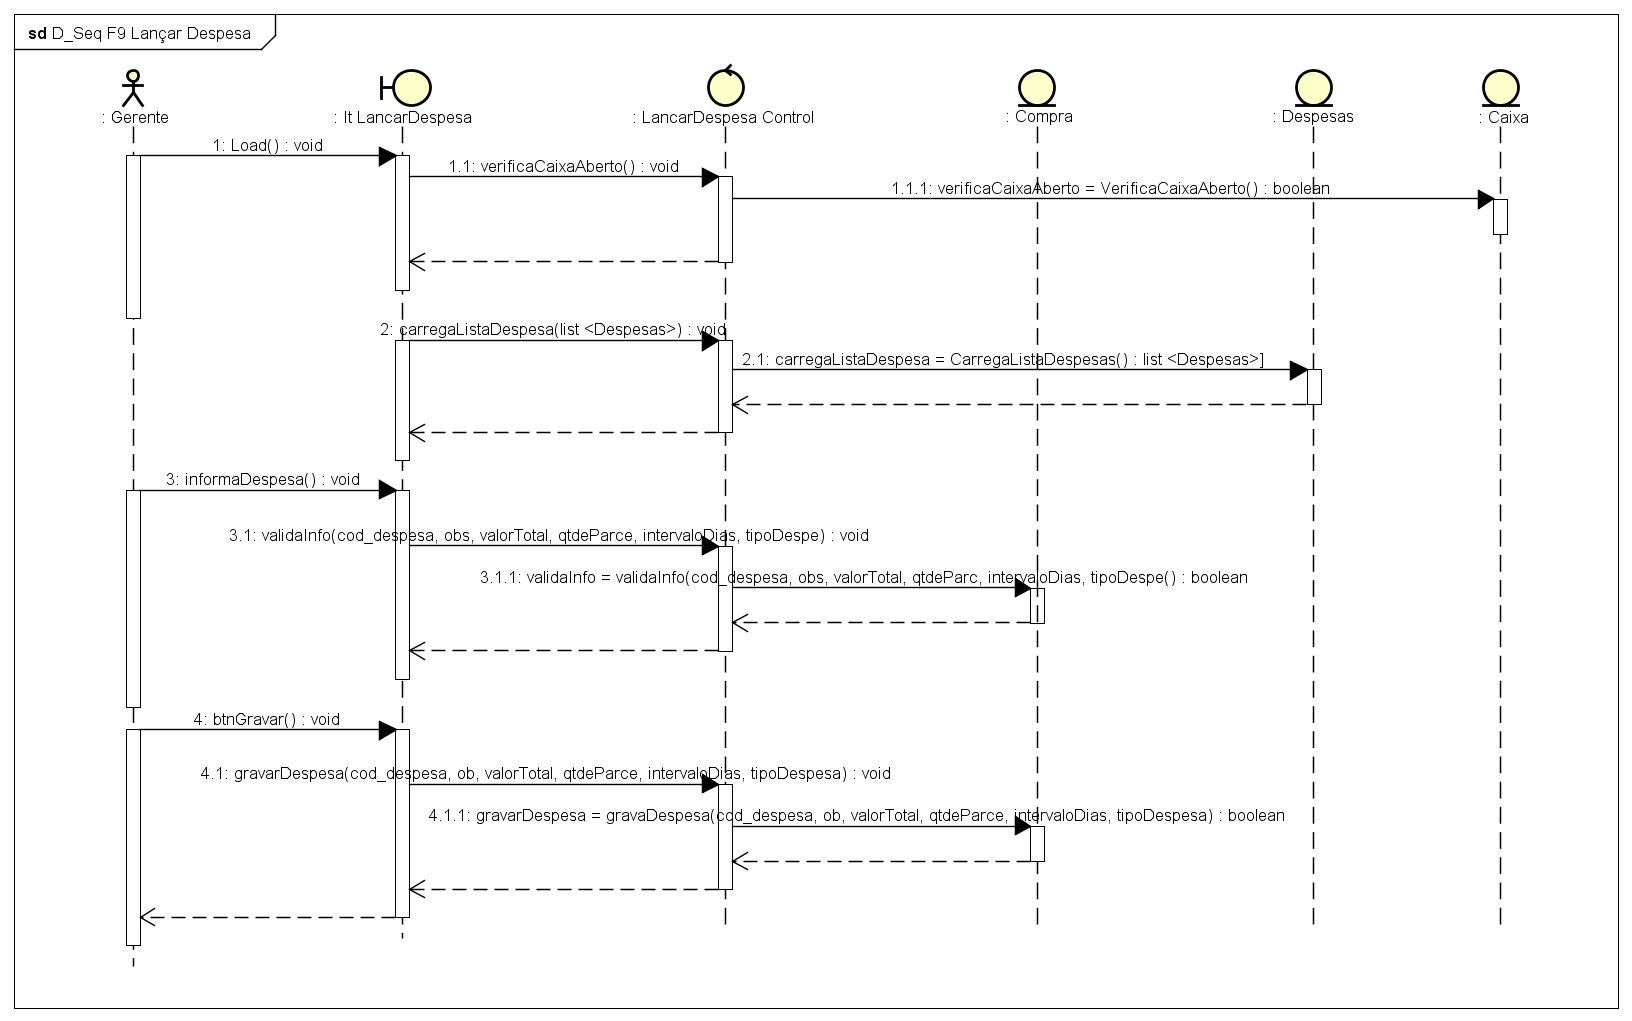 sd D_Seq F9 Lançar Despesa
: Gerente
: It LancarDespesa
: LancarDespesa Control
: Compra
: Despesas
: Caixa
1: Load() : void
1.1: verificaCaixaAberto() : void
1.1.1: verificaCaixaAberto = VerificaCaixaAberto() : boolean
2: carregaListaDespesa(list <Despesas>) : void
2.1: carregaListaDespesa = CarregaListaDespesas() : list <Despesas>]
3: informaDespesa() : void
3.1: validaInfo(cod_despesa, obs, valorTotal, qtdeParce, intervaloDias, tipoDespe) : void
3.1.1: validaInfo = validaInfo(cod_despesa, obs, valorTotal, qtdeParc, intervaloDias, tipoDespe() : boolean
4: btnGravar() : void
4.1: gravarDespesa(cod_despesa, ob, valorTotal, qtdeParce, intervaloDias, tipoDespesa) : void
4.1.1: gravarDespesa = gravaDespesa(cod_despesa, ob, valorTotal, qtdeParce, intervaloDias, tipoDespesa) : boolean